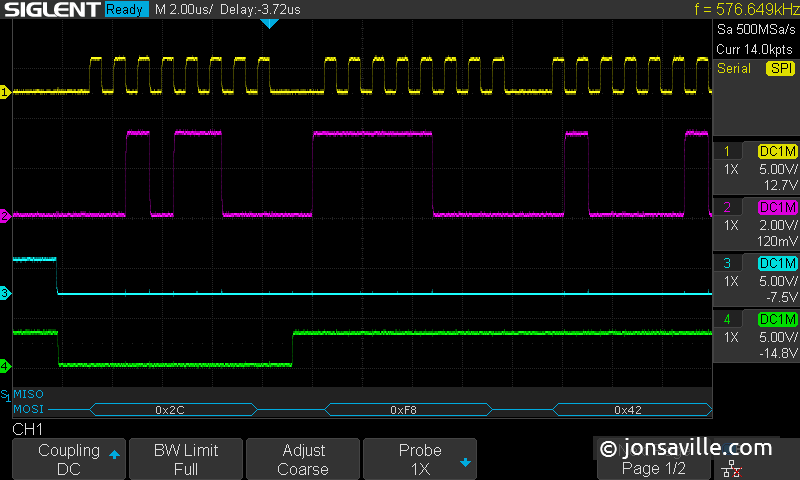 SIGLENT Ready M 2.00us/ Delay:-3.72us f = 576.649kHz
Sa 500MSa/s
Curr 14.0kpts
Serial SPI
1 DC1M
1X 5.00V/
12.7V
2 DC1M
1X 2.00V/
120mV
3 DC1M
1X 5.00V/
-7.5V
4 DC1M
1X 5.00V/
-14.8V
1
2
3
4
S1 MISO
MOSI 0x2C 0xF8 0x42
CH1
Coupling
DC
BW Limit
Full
Adjust
Coarse
Probe
1X
Page 1/2
© jonsaville.com